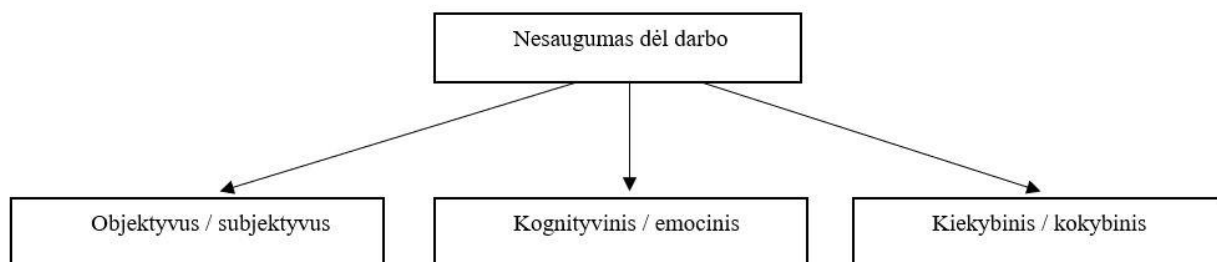 Nesaugumas dėl darbo
Objektyvus / subjektyvus
Kognityvinis / emocinis
Kiekybinis / kokybinis